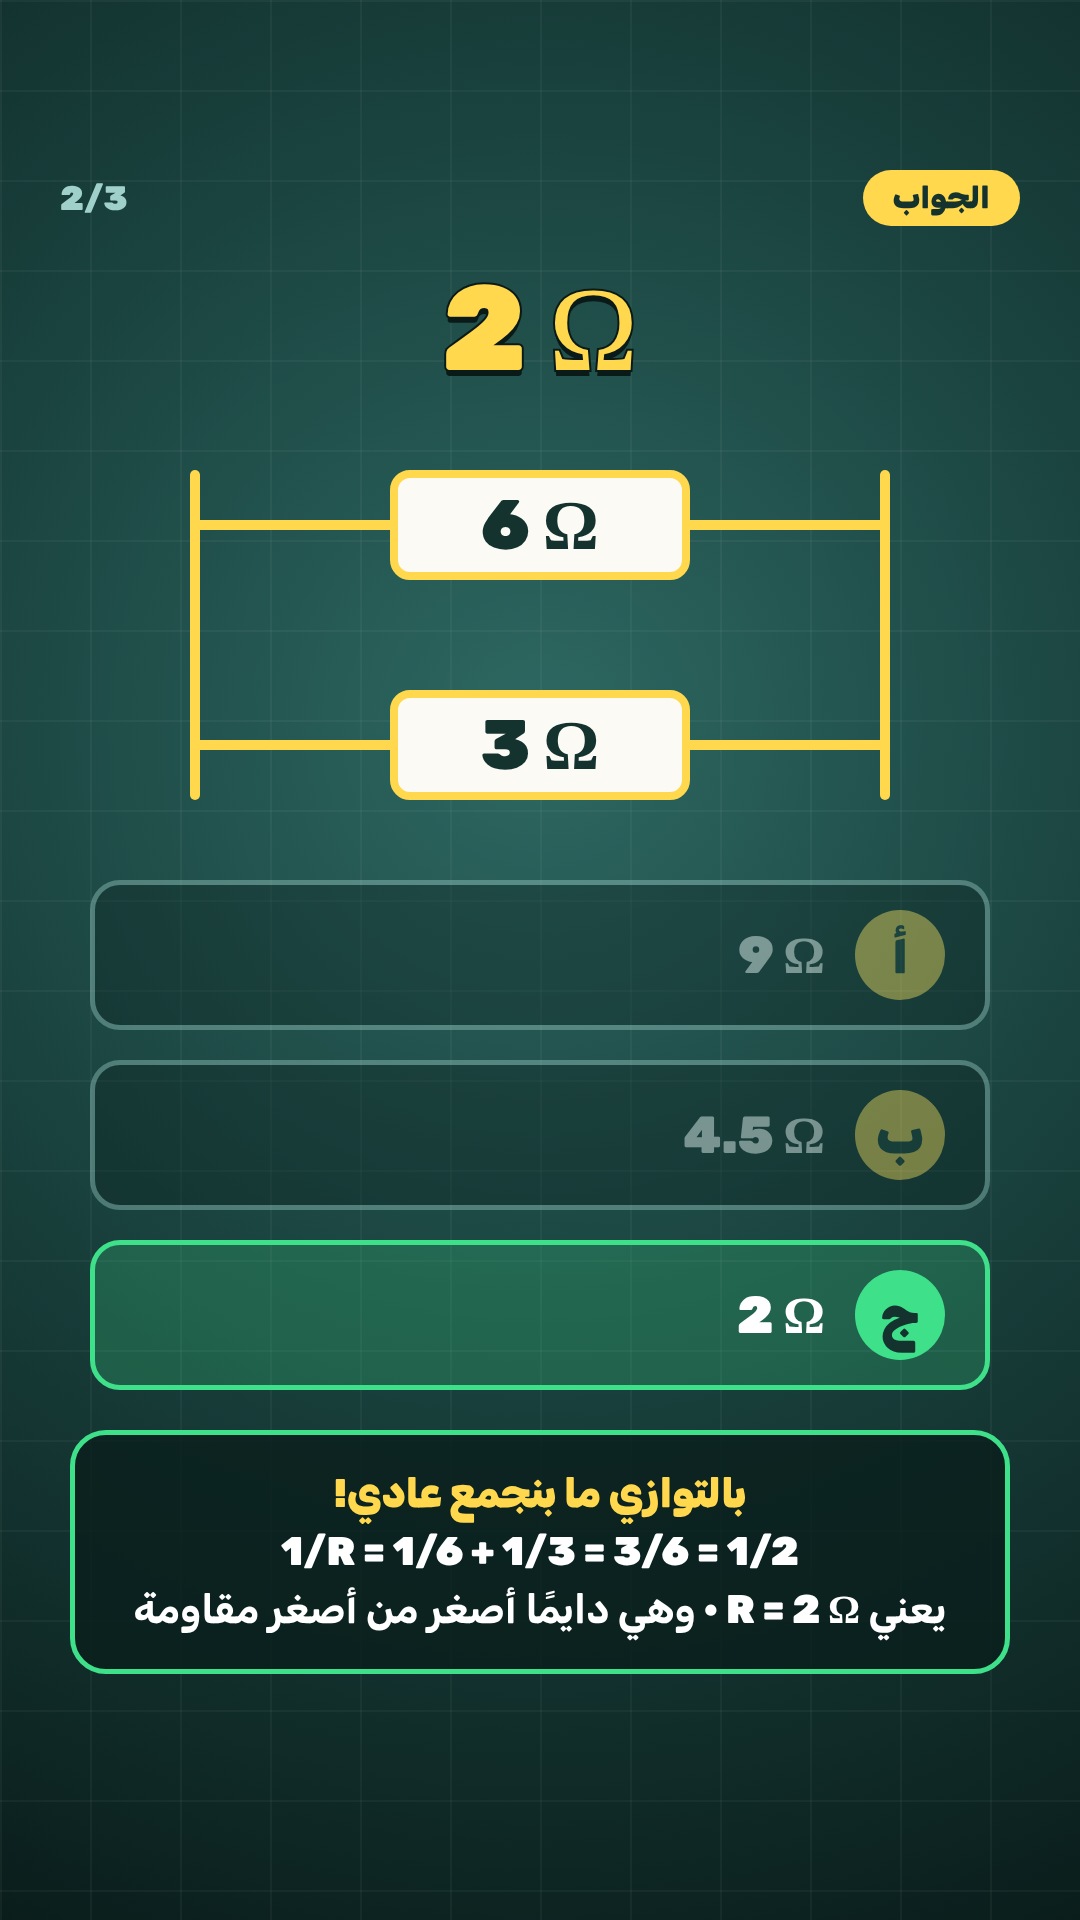 الجواب
2/3
2 Ω
6 Ω
3 Ω
أ
9 Ω
ب
4.5 Ω
ج
2 Ω
بالتوازي ما بنجمع عادي!
1/R = 1/6 + 1/3 = 3/6 = 1/2
يعني R = 2 Ω • وهي دايمًا أصغر من أصغر مقاومة